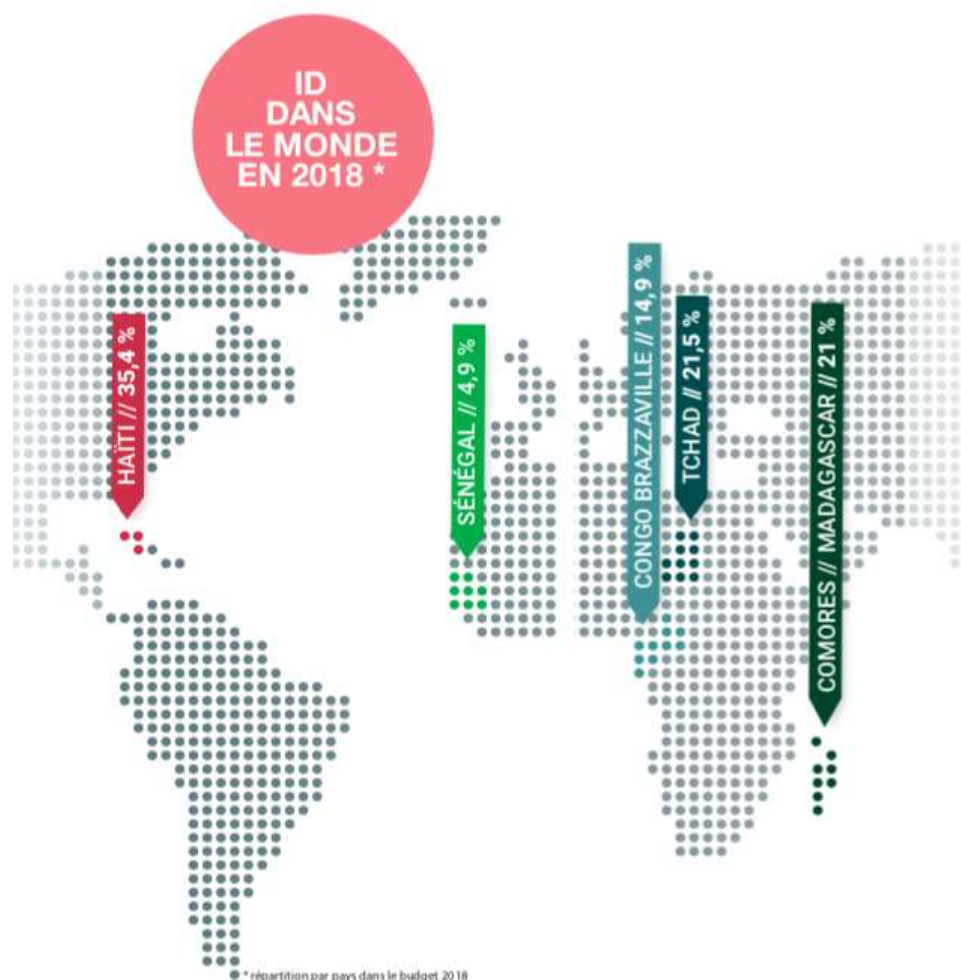 ID
DANS
LE MONDE
EN 2018 *
HAÏTI // 35,4 %
SÉNÉGAL // 4,9 %
CONGO BRAZZAVILLE // 14,9 %
TCHAD // 21,5 %
COMORES // MADAGASCAR // 21 %
* répartition par pays dans le budget 2018